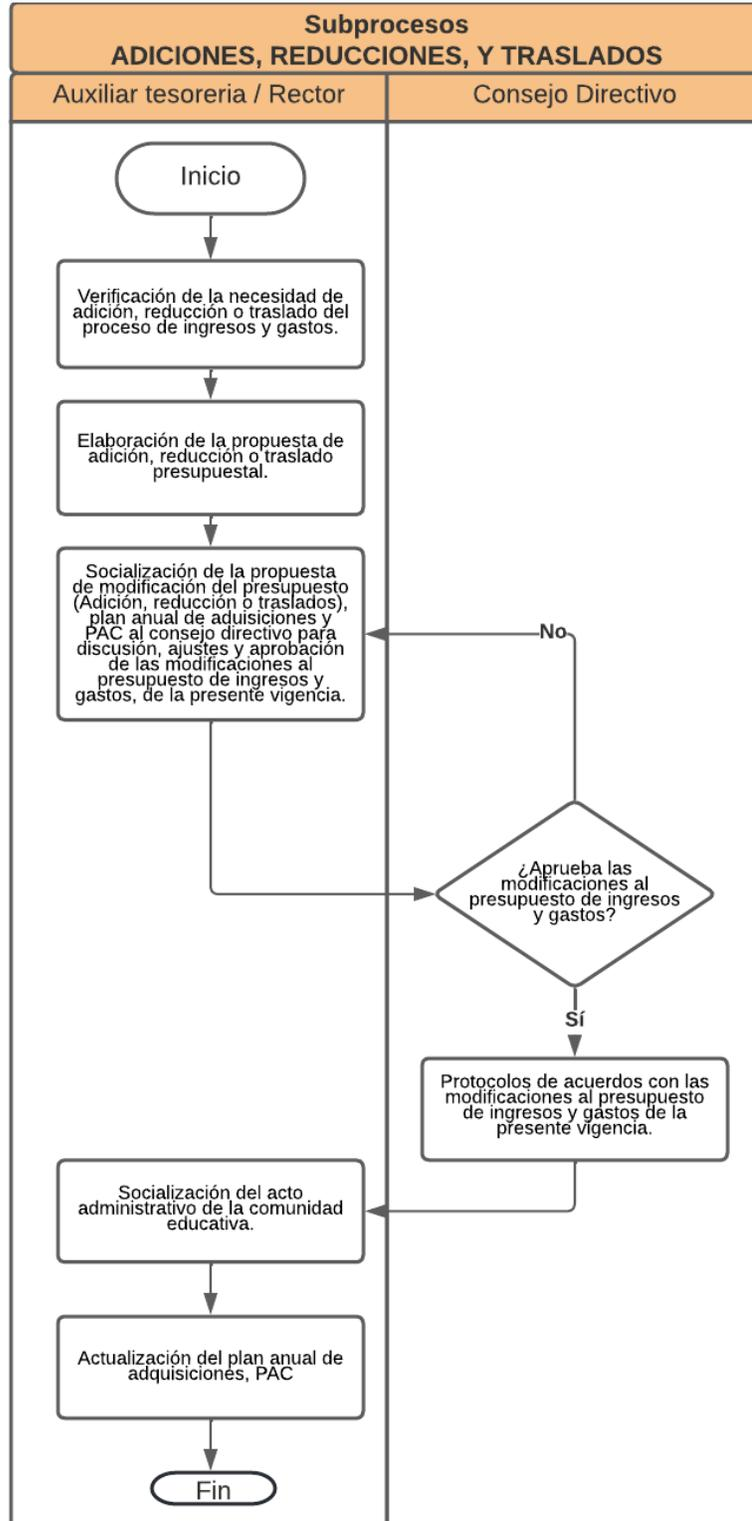 Subprocesos
ADICIONES, REDUCCIONES, Y TRASLADOS
Auxiliar tesoreria / Rector
Consejo Directivo
Inicio
Verificación de la necesidad de
adición, reducción o traslado del
proceso de ingresos y gastos.
Elaboración de la propuesta de
adición, reducción o traslado
presupuestal.
Socialización de la propuesta
de modificación del presupuesto
(Adición, reducción o traslados),
plan anual de aduisiciones y
PAC al consejo directivo para
discusión, ajustes y aprobación
de las modificaciones al
presupuesto de ingresos y
gastos, de la presente vigencia.
No
¿Aprueba las
modificaciones al
presupuesto de ingresos
y gastos?
Sí
Protocolos de acuerdos con las
modificaciones al presupuesto
de ingresos y gastos de la
presente vigencia.
Socialización del acto
administrativo de la comunidad
educativa.
Actualización del plan anual de
adquisiciones, PAC
Fin